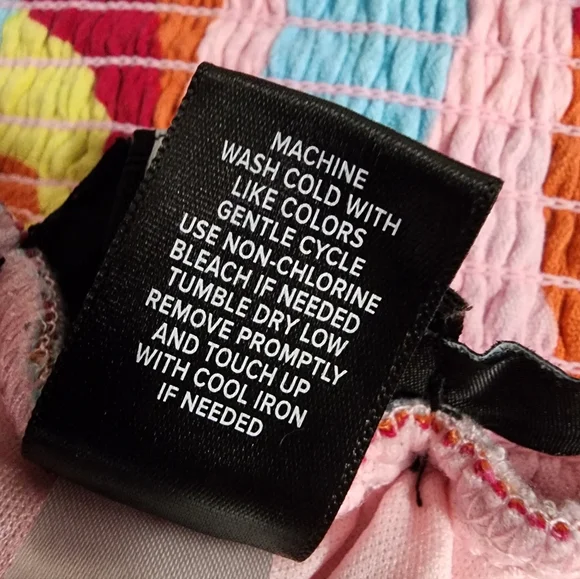 MACHINE
WASH COLD WITH
LIKE COLORS
GENTLE CYCLE
USE NON-CHLORINE
BLEACH IF NEEDED
TUMBLE DRY LOW
REMOVE PROMPTLY
AND TOUCH UP
WITH COOL IRON
IF NEEDED